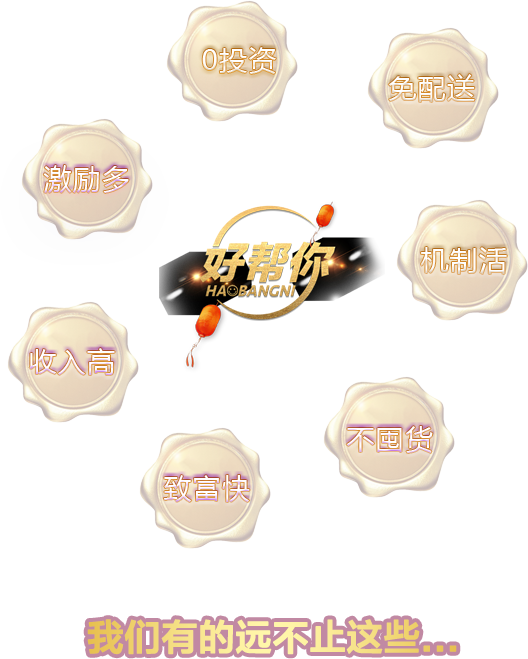 0投资
免配送
激励多
好帮你
HAOBANGNI
机制活
收入高
不囤货
致富快
我们有的远不止这些...